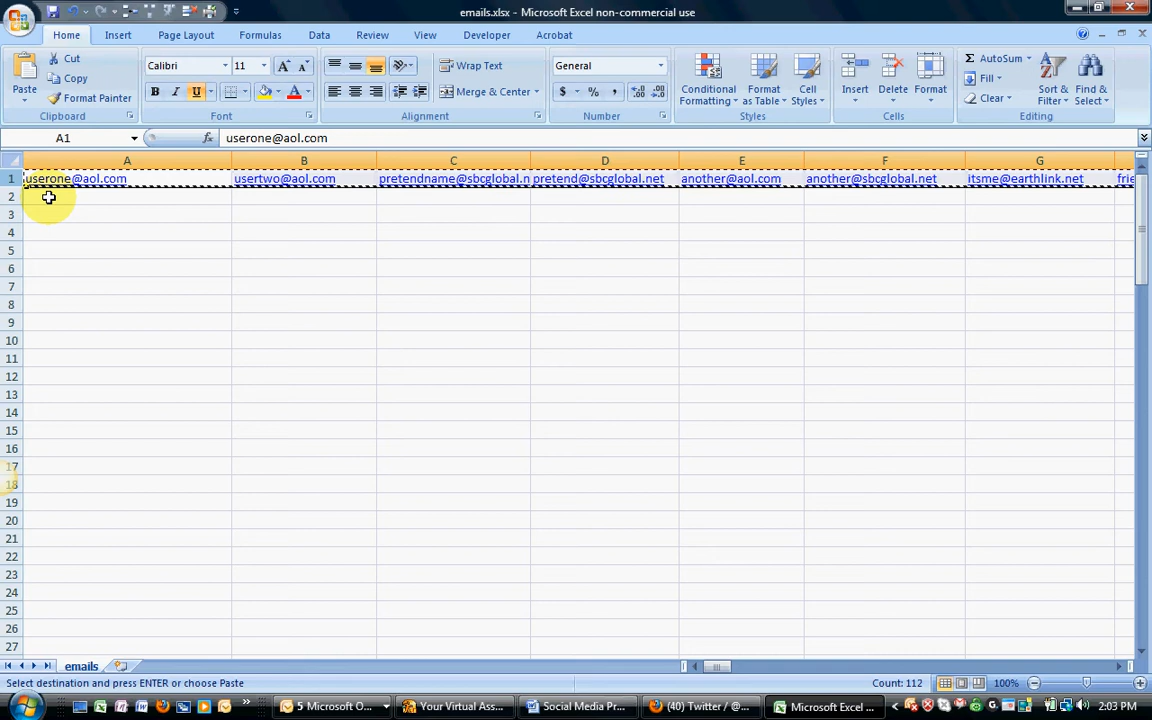 emails.xlsx - Microsoft Excel non-commercial use
Home Insert Page Layout Formulas Data Review View Developer Acrobat
Paste
Cut
Copy
Format Painter
Clipboard
Calibri 11
B I U
A
Font
Wrap Text
Merge & Center
Alignment
General
$ % ,
Number
Conditional Formatting
Format as Table
Cell Styles
Styles
Insert
Delete
Format
Cells
Σ AutoSum
Fill
Clear
Sort & Filter
Find & Select
Editing
A1 fx userone@aol.com
A B C D E F G
1 userone@aol.com usertwo@aol.com pretendname@sbcglobal.n pretend@sbcglobal.net another@aol.com another@sbcglobal.net itsme@earthlink.net frie
2
3
4
5
6
7
8
9
10
11
12
13
14
15
16
17
18
19
20
21
22
23
24
25
26
27
emails
Select destination and press ENTER or choose Paste Count: 112 100%
5 Microsoft O... Your Virtual Assi... Social Media Pr... (40) Twitter / @... Microsoft Excel ... 2:03 PM